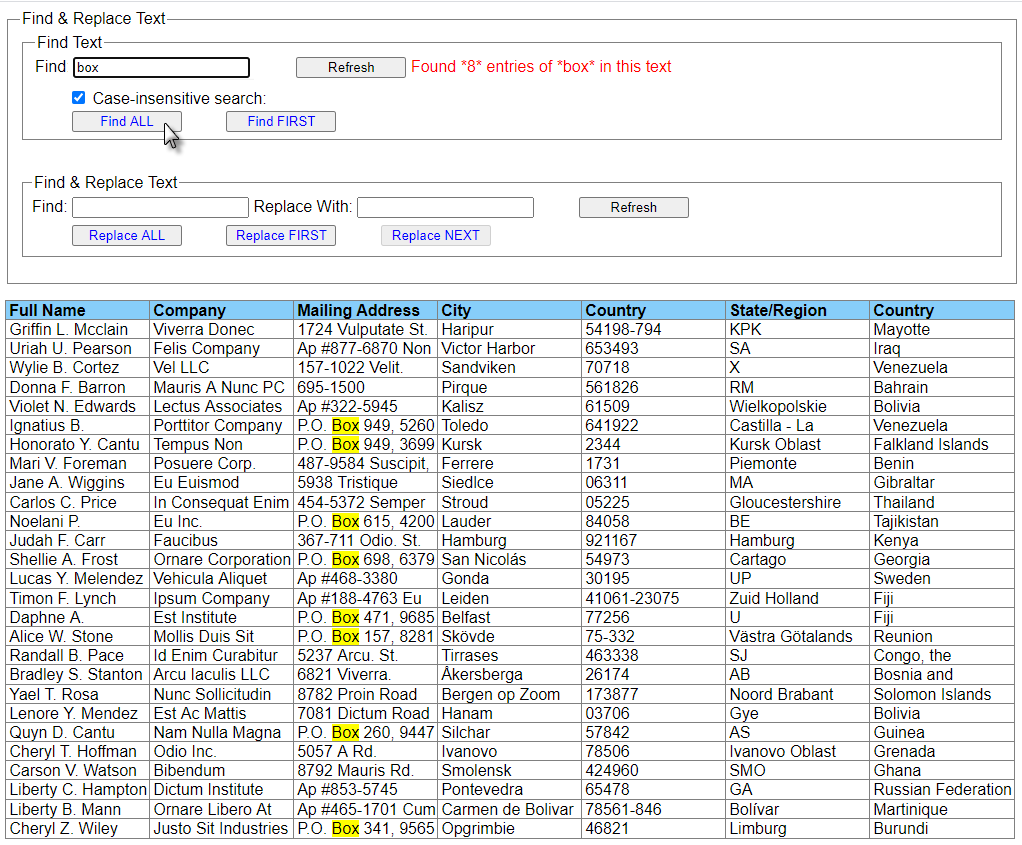 Find & Replace Text
Find Text
Find box Refresh Found *8* entries of *box* in this text
Case-insensitive search:
Find ALL Find FIRST
Find & Replace Text
Find: Replace With: Refresh
Replace ALL Replace FIRST Replace NEXT
Full Name Company Mailing Address City Country State/Region Country
Griffin L. Mcclain Viverra Donec 1724 Vulputate St. Haripur 54198-794 KPK Mayotte
Uriah U. Pearson Felis Company Ap #877-6870 Non Victor Harbor 653493 SA Iraq
Wylie B. Cortez Vel LLC 157-1022 Velit. Sandviken 70718 X Venezuela
Donna F. Barron Mauris A Nunc PC 695-1500 Pirque 561826 RM Bahrain
Violet N. Edwards Lectus Associates Ap #322-5945 Kalisz 61509 Wielkopolskie Bolivia
Ignatius B. Porttitor Company P.O. Box 949, 5260 Toledo 641922 Castilla - La Venezuela
Honorato Y. Cantu Tempus Non P.O. Box 949, 3699 Kursk 2344 Kursk Oblast Falkland Islands
Mari V. Foreman Posuere Corp. 487-9584 Suscipit, Ferrere 1731 Piemonte Benin
Jane A. Wiggins Eu Euismod 5938 Tristique Siedlce 06311 MA Gibraltar
Carlos C. Price In Consequat Enim 454-5372 Semper Stroud 05225 Gloucestershire Thailand
Noelani P. Eu Inc. P.O. Box 615, 4200 Lauder 84058 BE Tajikistan
Judah F. Carr Faucibus 367-711 Odio. St. Hamburg 921167 Hamburg Kenya
Shellie A. Frost Ornare Corporation P.O. Box 698, 6379 San Nicolás 54973 Cartago Georgia
Lucas Y. Melendez Vehicula Aliquet Ap #468-3380 Gonda 30195 UP Sweden
Timon F. Lynch Ipsum Company Ap #188-4763 Eu Leiden 41061-23075 Zuid Holland Fiji
Daphne A. Est Institute P.O. Box 471, 9685 Belfast 77256 U Fiji
Alice W. Stone Mollis Duis Sit P.O. Box 157, 8281 Skövde 75-332 Västra Götalands Reunion
Randall B. Pace Id Enim Curabitur 5237 Arcu. St. Tirrases 463338 SJ Congo, the
Bradley S. Stanton Arcu Iaculis LLC 6821 Viverra. Åkersberga 26174 AB Bosnia and
Yael T. Rosa Nunc Sollicitudin 8782 Proin Road Bergen op Zoom 173877 Noord Brabant Solomon Islands
Lenore Y. Mendez Est Ac Mattis 7081 Dictum Road Hanam 03706 Gye Bolivia
Quyn D. Cantu Nam Nulla Magna P.O. Box 260, 9447 Silchar 57842 AS Guinea
Cheryl T. Hoffman Odio Inc. 5057 A Rd. Ivanovo 78506 Ivanovo Oblast Grenada
Carson V. Watson Bibendum 8792 Mauris Rd. Smolensk 424960 SMO Ghana
Liberty C. Hampton Dictum Institute Ap #853-5745 Pontevedra 65478 GA Russian Federation
Liberty B. Mann Ornare Libero At Ap #465-1701 Cum Carmen de Bolivar 78561-846 Bolívar Martinique
Cheryl Z. Wiley Justo Sit Industries P.O. Box 341, 9565 Opgrimbie 46821 Limburg Burundi